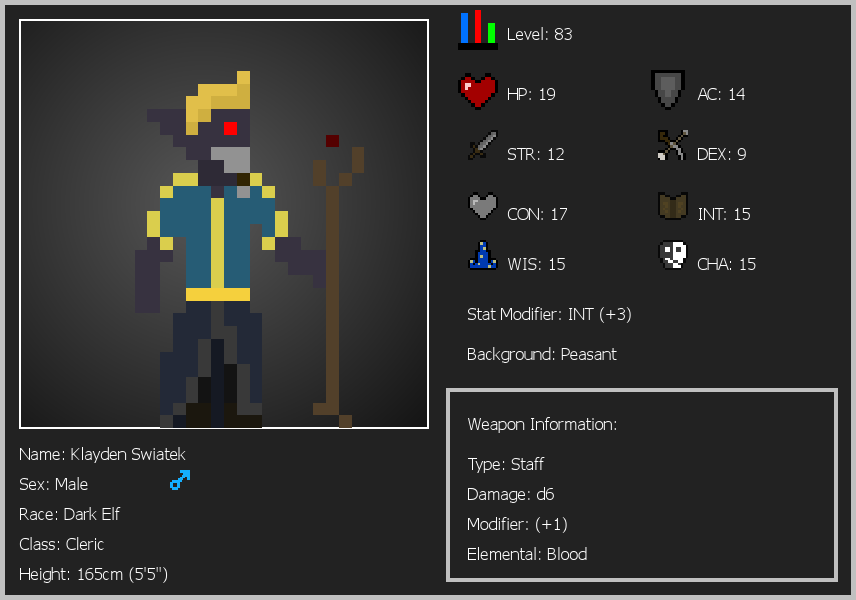 Level: 83
HP: 19
AC: 14
STR: 12
DEX: 9
CON: 17
INT: 15
WIS: 15
CHA: 15
Stat Modifier: INT (+3)
Background: Peasant
Weapon Information:
Type: Staff
Damage: d6
Modifier: (+1)
Elemental: Blood
Name: Klayden Swiatek
Sex: Male
Race: Dark Elf
Class: Cleric
Height: 165cm (5'5")